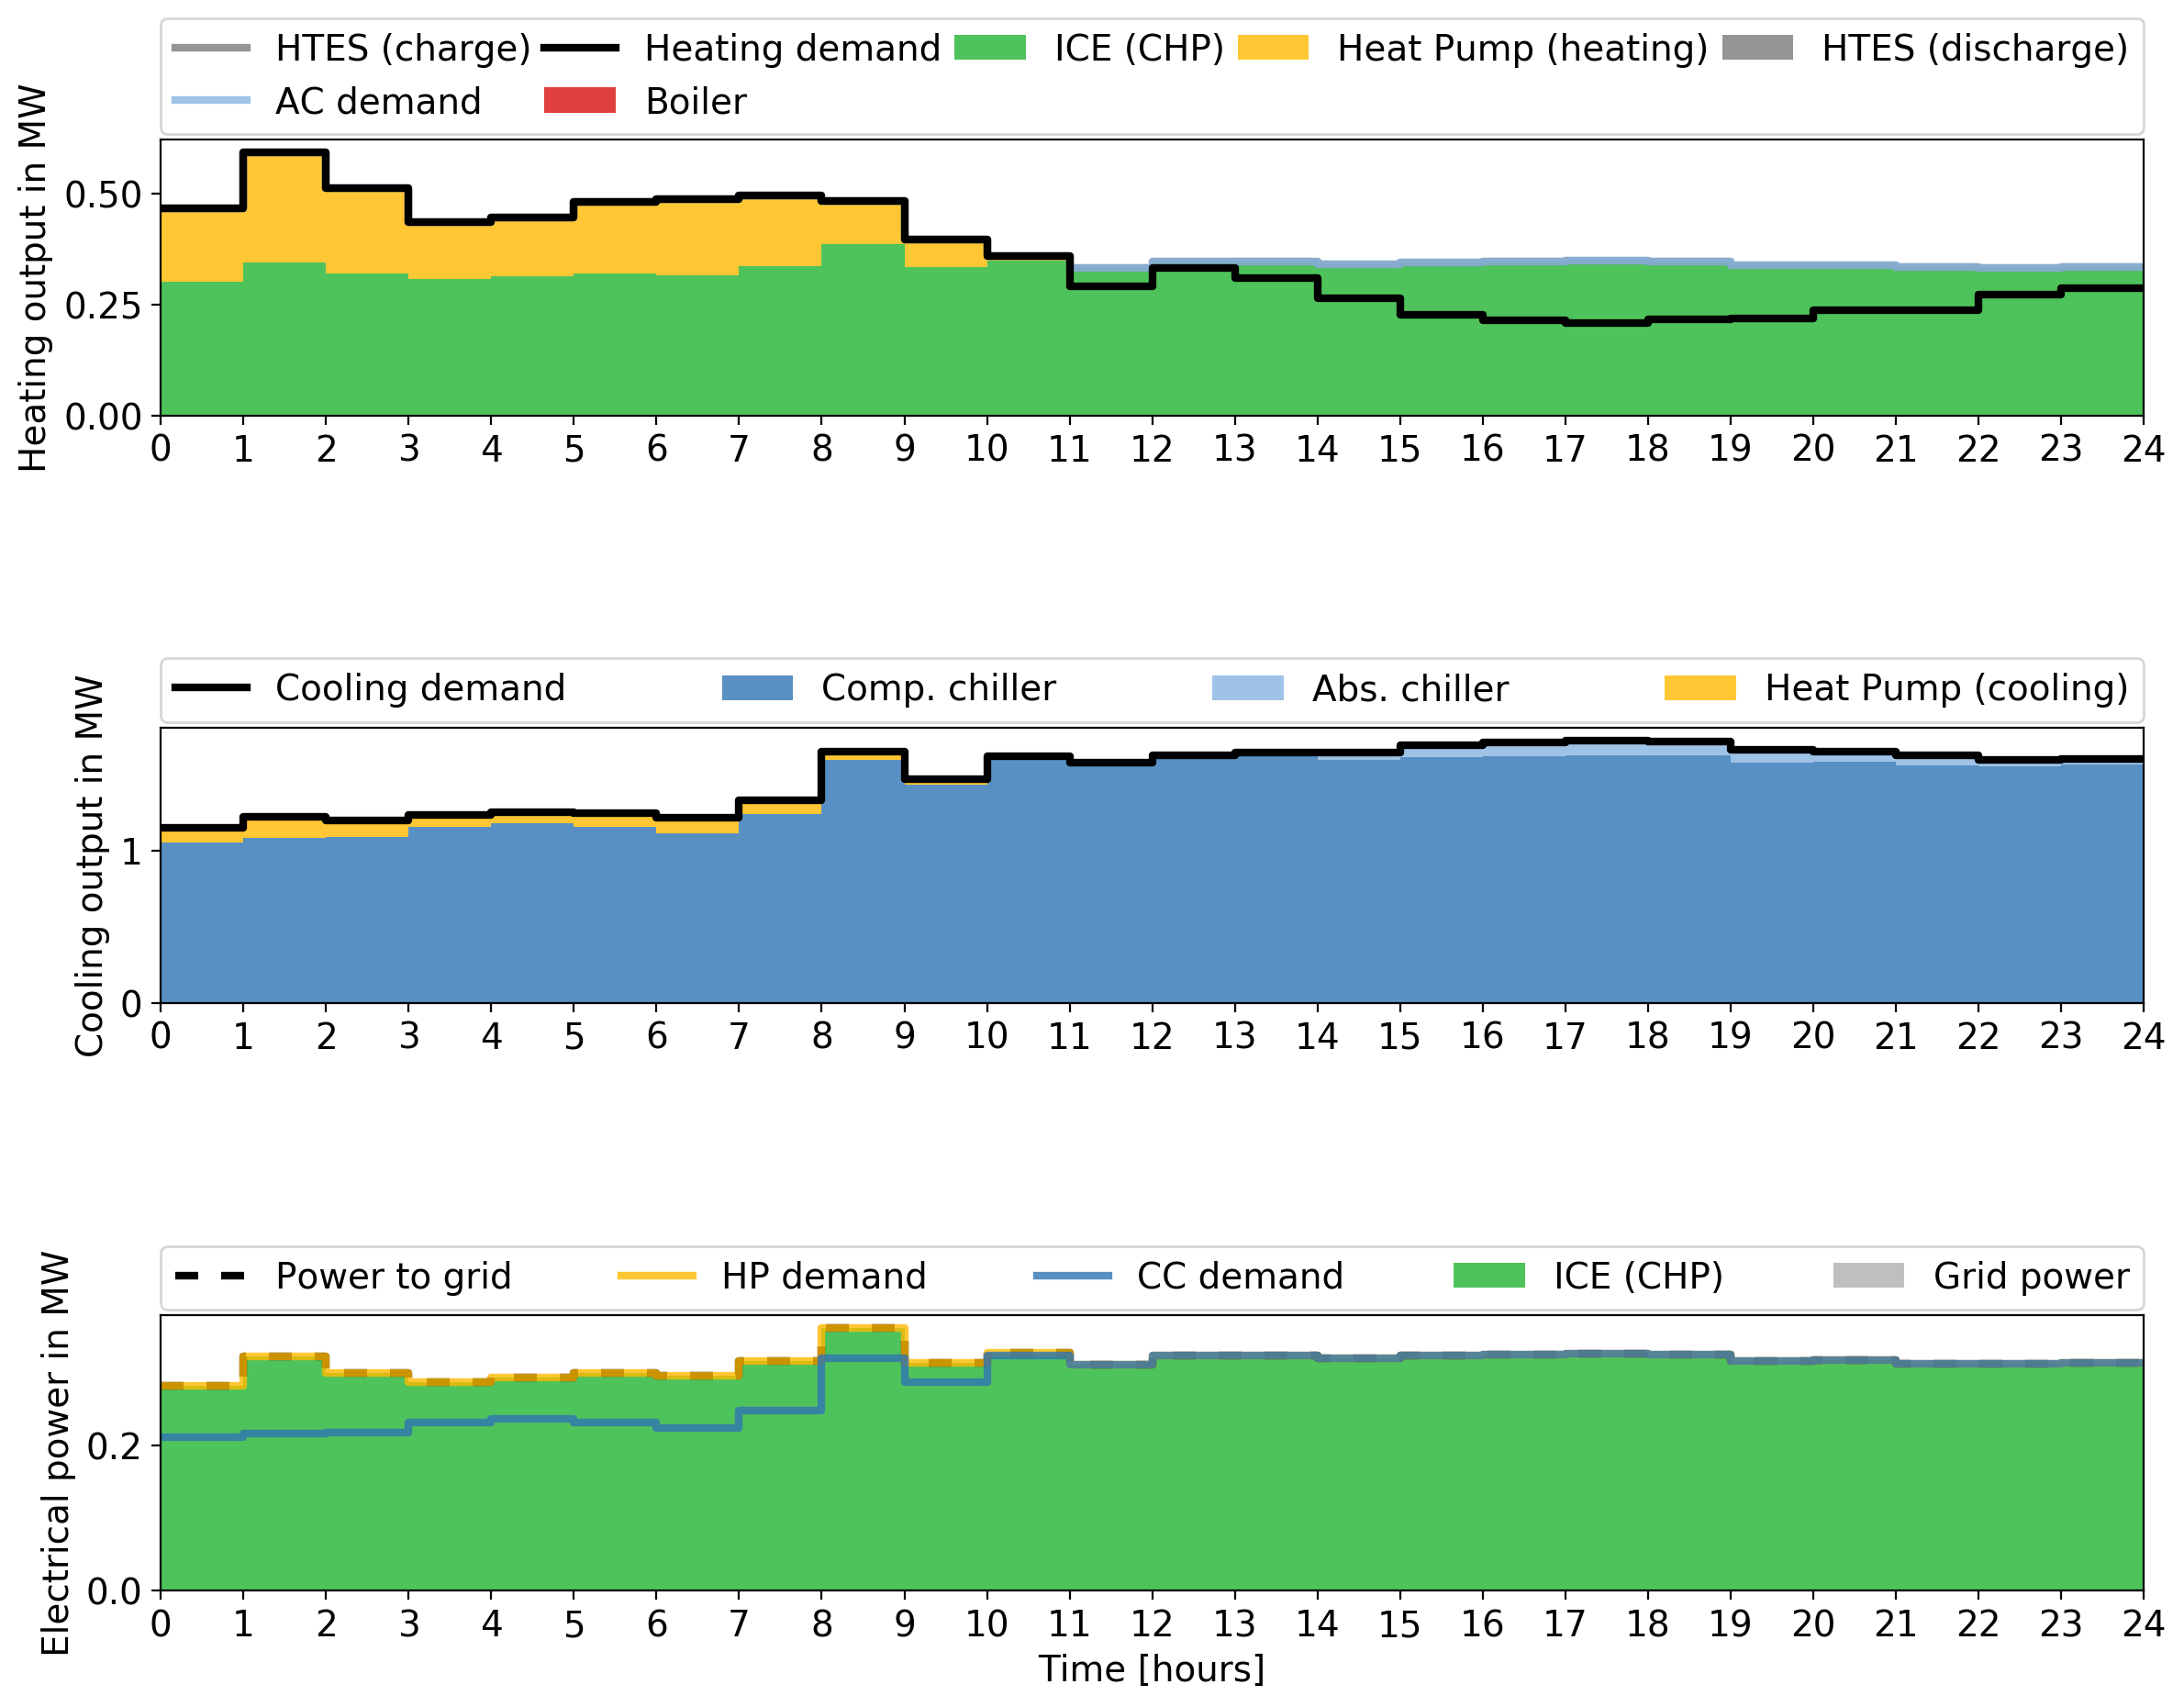 HTES (charge) Heating demand ICE (CHP) Heat Pump (heating) HTES (discharge)
AC demand Boiler
Heating output in MW
0.50
0.25
0.00
0 1 2 3 4 5 6 7 8 9 10 11 12 13 14 15 16 17 18 19 20 21 22 23 24
Cooling demand Comp. chiller Abs. chiller Heat Pump (cooling)
Cooling output in MW
1
0
0 1 2 3 4 5 6 7 8 9 10 11 12 13 14 15 16 17 18 19 20 21 22 23 24
Power to grid HP demand CC demand ICE (CHP) Grid power
Electrical power in MW
0.2
0.0
0 1 2 3 4 5 6 7 8 9 10 11 12 13 14 15 16 17 18 19 20 21 22 23 24
Time [hours]